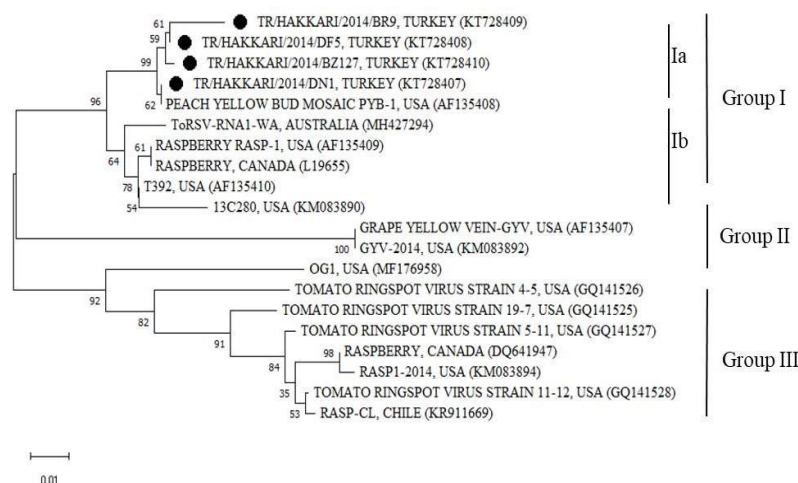 61
TR/HAKKARI/2014/BR9, TURKEY (KT728409)
59
TR/HAKKARI/2014/DF5, TURKEY (KT728408)
99
TR/HAKKARI/2014/BZ127, TURKEY (KT728410)
Ia
TR/HAKKARI/2014/DN1, TURKEY (KT728407)
96
62
PEACH YELLOW BUD MOSAIC PYB-1, USA (AF135408)
Group I
ToRSV-RNA1-WA, AUSTRALIA (MH427294)
64
61
RASPBERRY RASP-1, USA (AF135409)
Ib
RASPBERRY, CANADA (L19655)
78
T392, USA (AF135410)
54
13C280, USA (KM083890)
GRAPE YELLOW VEIN-GYV, USA (AF135407)
Group II
100
GYV-2014, USA (KM083892)
OG1, USA (MF176958)
92
TOMATO RINGSPOT VIRUS STRAIN 4-5, USA (GQ141526)
82
TOMATO RINGSPOT VIRUS STRAIN 19-7, USA (GQ141525)
91
TOMATO RINGSPOT VIRUS STRAIN 5-11, USA (GQ141527)
98
RASPBERRY, CANADA (DQ641947)
Group III
84
RASP1-2014, USA (KM083894)
35
TOMATO RINGSPOT VIRUS STRAIN 11-12, USA (GQ141528)
53
RASP-CL, CHILE (KR911669)
0.01